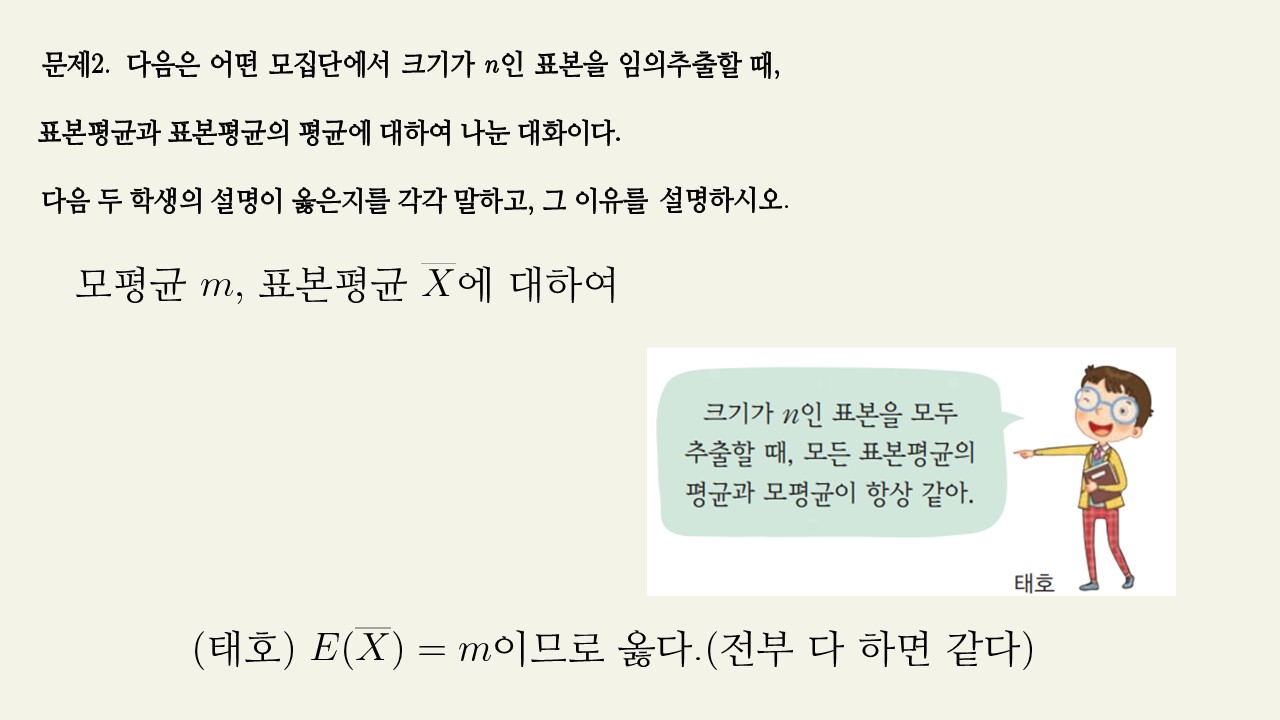 문제2. 다음은 어떤 모집단에서 크기가 n인 표본을 임의추출할 때,
표본평균과 표본평균의 평균에 대하여 나눈 대화이다.
다음 두 학생의 설명이 옳은지를 각각 말하고, 그 이유를 설명하시오.
모평균 m, 표본평균 X̅에 대하여
크기가 n인 표본을 모두
추출할 때, 모든 표본평균의
평균과 모평균이 항상 같아.
태호
(태호) E(X̅) = m이므로 옳다.(전부 다 하면 같다)